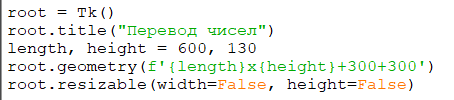 root = Tk()
root.title("Перевод чисел")
length, height = 600, 130
root.geometry(f'{length}x{height}+300+300')
root.resizable(width=False, height=False)